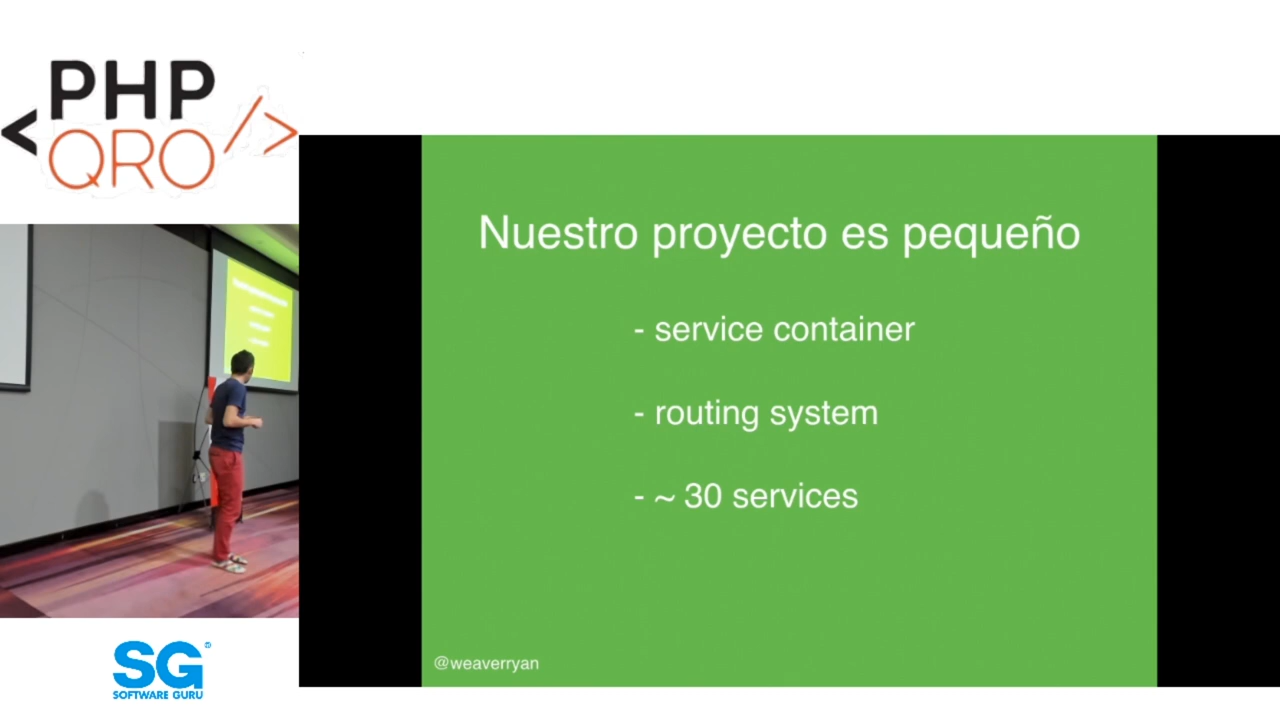 <PHP
QRO/>
SG®
SOFTWARE GURU
Nuestro proyecto es pequeño
- service container
- routing system
- ~ 30 services
@weaverryan